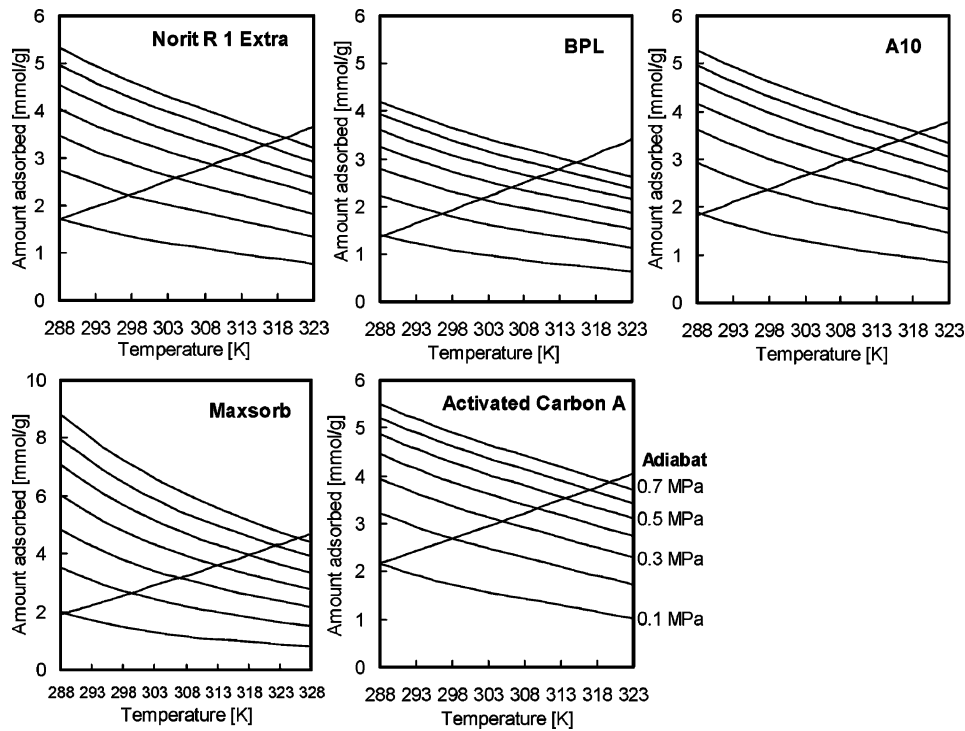 Norit R 1 Extra
Amount adsorbed [mmol/g]
6
5
4
3
2
1
0
288 293 298 303 308 313 318 323
Temperature [K]
BPL
Amount adsorbed [mmol/g]
6
5
4
3
2
1
0
288 293 298 303 308 313 318 323
Temperature [K]
A10
Amount adsorbed [mmol/g]
6
5
4
3
2
1
0
288 293 298 303 308 313 318 323
Temperature [K]
Maxsorb
Amount adsorbed [mmol/g]
10
8
6
4
2
0
288 293 298 303 308 313 318 323 328
Temperature [K]
Activated Carbon A
Amount adsorbed [mmol/g]
6
5
4
3
2
1
0
288 293 298 303 308 313 318 323
Temperature [K]
Adiabat
0.7 MPa
0.5 MPa
0.3 MPa
0.1 MPa